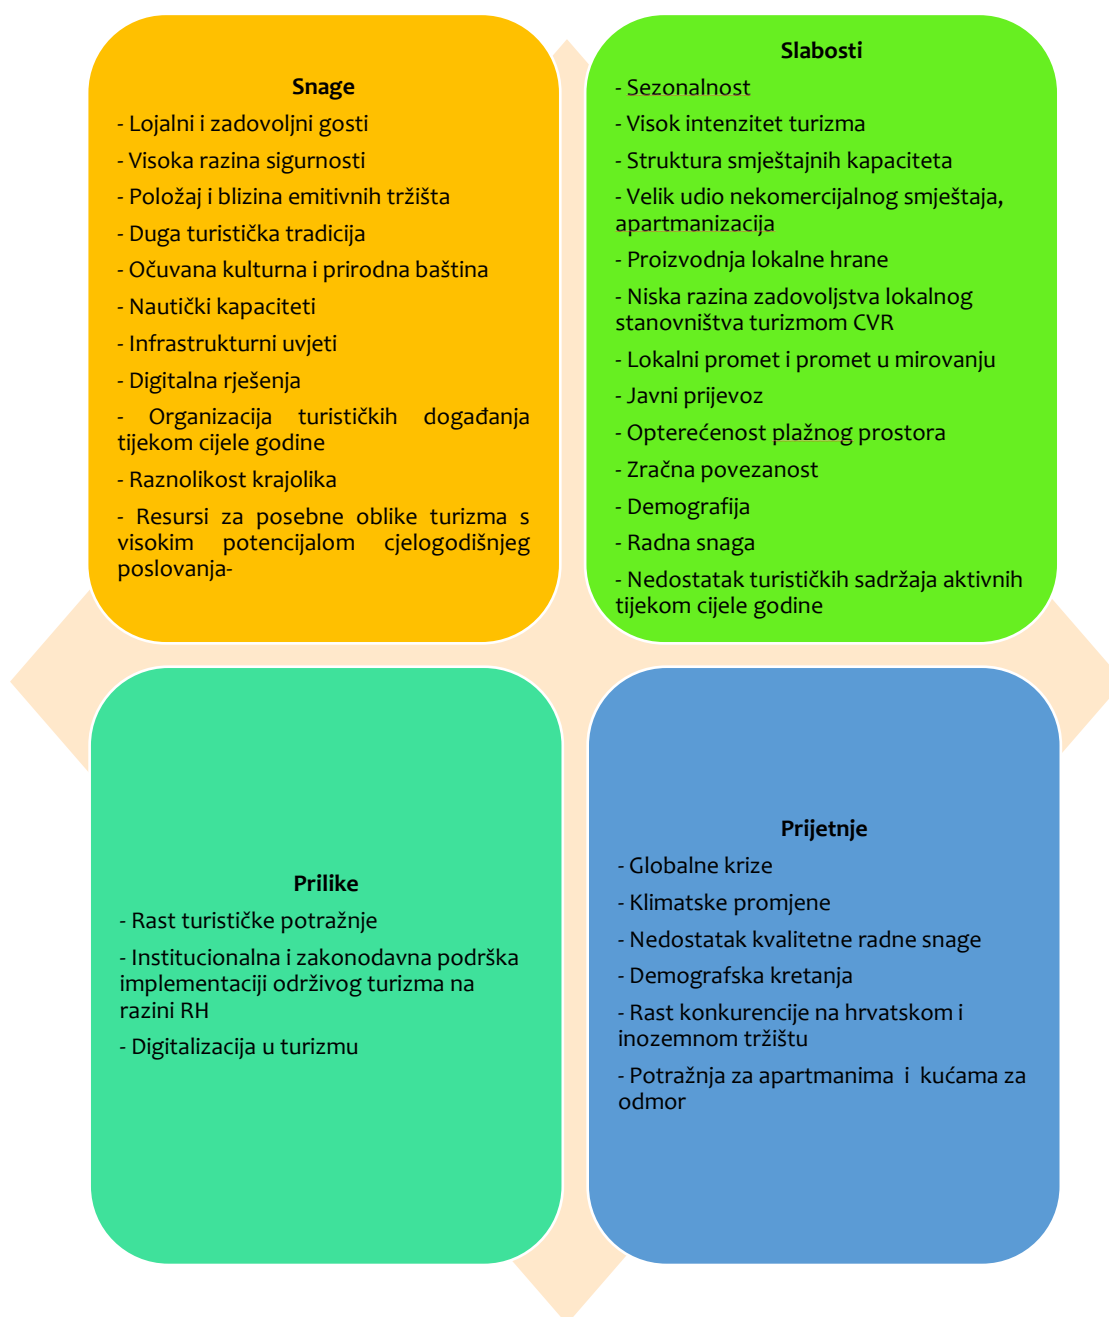 Snage
- Lojalni i zadovoljni gosti
- Visoka razina sigurnosti
- Položaj i blizina emitivnih tržišta
- Duga turistička tradicija
- Očuvana kulturna i prirodna baština
- Nautički kapaciteti
- Infrastrukturni uvjeti
- Digitalna rješenja
- Organizacija turističkih događanja
tijekom cijele godine
- Raznolikost krajolika
- Resursi za posebne oblike turizma s
visokim potencijalom cjelogodišnjeg
poslovanja-
Slabosti
- Sezonalnost
- Visok intenzitet turizma
- Struktura smještajnih kapaciteta
- Velik udio nekomercijalnog smještaja,
apartmanizacija
- Proizvodnja lokalne hrane
- Niska razina zadovoljstva lokalnog
stanovništva turizmom CVR
- Lokalni promet i promet u mirovanju
- Javni prijevoz
- Opterećenost plažnog prostora
- Zračna povezanost
- Demografija
- Radna snaga
- Nedostatak turističkih sadržaja aktivnih
tijekom cijele godine
Prilike
- Rast turističke potražnje
- Institucionalna i zakonodavna podrška
implementaciji održivog turizma na
razini RH
- Digitalizacija u turizmu
Prijetnje
- Globalne krize
- Klimatske promjene
- Nedostatak kvalitetne radne snage
- Demografska kretanja
- Rast konkurencije na hrvatskom i
inozemnom tržištu
- Potražnja za apartmanima i kućama za
odmor